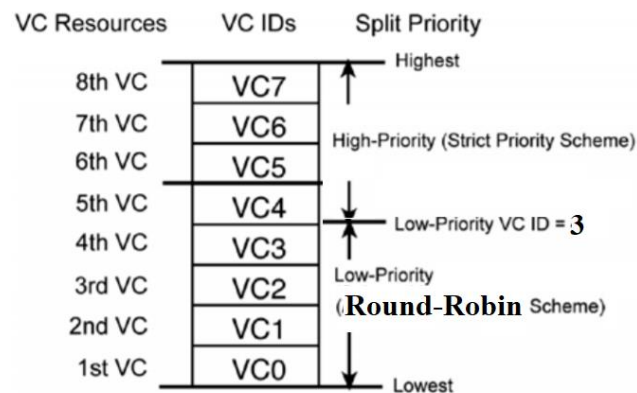 VC Resources VC IDs Split Priority
Highest
8th VC VC7
7th VC VC6
High-Priority (Strict Priority Scheme)
6th VC VC5
5th VC VC4
Low-Priority VC ID = 3
4th VC VC3
Low-Priority
3rd VC VC2
(Round-Robin Scheme)
2nd VC VC1
1st VC VC0
Lowest